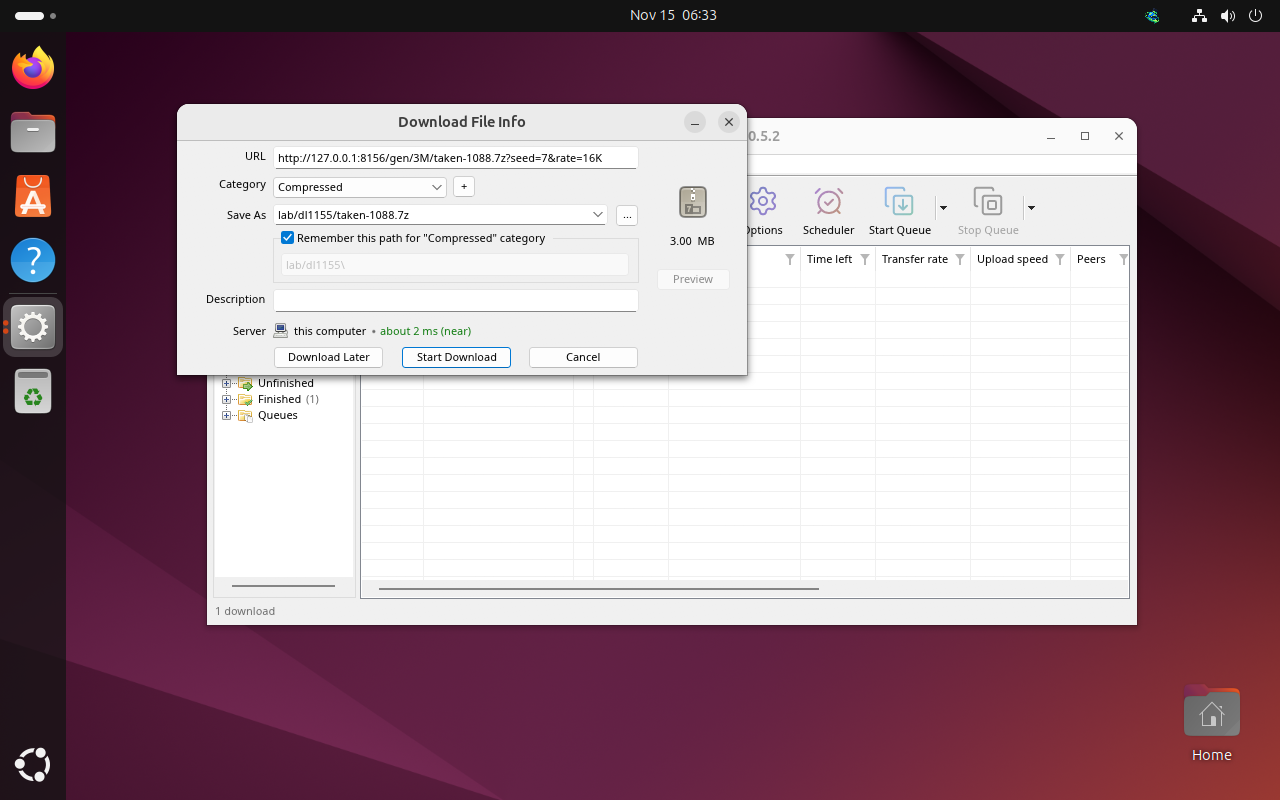 Nov 15  06:33
Download File Info
0.5.2
URL
http://127.0.0.1:8156/gen/3M/taken-1088.7z?seed=7&rate=16K
Category
Compressed
+
Save As
lab/dl1155/taken-1088.7z
...
Remember this path for "Compressed" category
lab/dl1155\
3.00 MB
Preview
Description
Server
this computer • about 2 ms (near)
Download Later
Start Download
Cancel
ptions
Scheduler
Start Queue
Stop Queue
Time left
Transfer rate
Upload speed
Peers
Unfinished
Finished (1)
Queues
1 download
Home